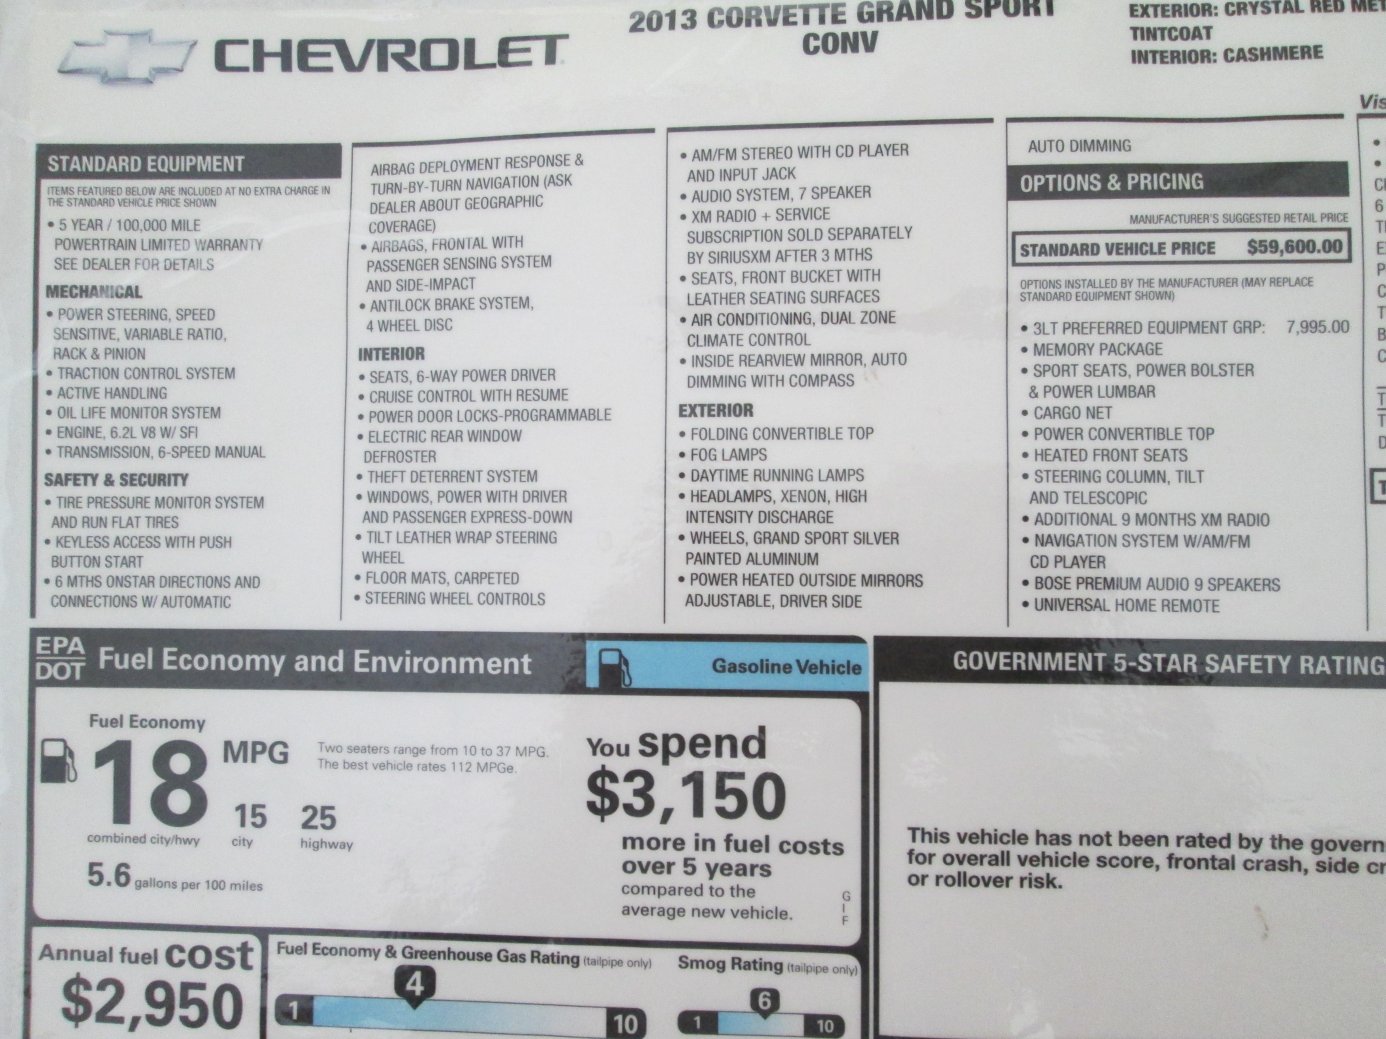 CHEVROLET
2013 CORVETTE GRAND SPORT
CONV
EXTERIOR: CRYSTAL RED MET
TINTCOAT
INTERIOR: CASHMERE
STANDARD EQUIPMENT
ITEMS FEATURED BELOW ARE INCLUDED AT NO EXTRA CHARGE IN
THE STANDARD VEHICLE PRICE SHOWN
• 5 YEAR / 100,000 MILE
POWERTRAIN LIMITED WARRANTY
SEE DEALER FOR DETAILS
MECHANICAL
• POWER STEERING, SPEED
SENSITIVE, VARIABLE RATIO,
RACK & PINION
• TRACTION CONTROL SYSTEM
• ACTIVE HANDLING
• OIL LIFE MONITOR SYSTEM
• ENGINE, 6.2L V8 W/ SFI
• TRANSMISSION, 6-SPEED MANUAL
SAFETY & SECURITY
• TIRE PRESSURE MONITOR SYSTEM
AND RUN FLAT TIRES
• KEYLESS ACCESS WITH PUSH
BUTTON START
• 6 MTHS ONSTAR DIRECTIONS AND
CONNECTIONS W/ AUTOMATIC
AIRBAG DEPLOYMENT RESPONSE &
TURN-BY-TURN NAVIGATION (ASK
DEALER ABOUT GEOGRAPHIC
COVERAGE)
• AIRBAGS, FRONTAL WITH
PASSENGER SENSING SYSTEM
AND SIDE-IMPACT
• ANTILOCK BRAKE SYSTEM,
4 WHEEL DISC
INTERIOR
• SEATS, 6-WAY POWER DRIVER
• CRUISE CONTROL WITH RESUME
• POWER DOOR LOCKS-PROGRAMMABLE
• ELECTRIC REAR WINDOW
DEFROSTER
• THEFT DETERRENT SYSTEM
• WINDOWS, POWER WITH DRIVER
AND PASSENGER EXPRESS-DOWN
• TILT LEATHER WRAP STEERING
WHEEL
• FLOOR MATS, CARPETED
• STEERING WHEEL CONTROLS
• AM/FM STEREO WITH CD PLAYER
AND INPUT JACK
• AUDIO SYSTEM, 7 SPEAKER
• XM RADIO + SERVICE
SUBSCRIPTION SOLD SEPARATELY
BY SIRIUSXM AFTER 3 MTHS
• SEATS, FRONT BUCKET WITH
LEATHER SEATING SURFACES
• AIR CONDITIONING, DUAL ZONE
CLIMATE CONTROL
• INSIDE REARVIEW MIRROR, AUTO
DIMMING WITH COMPASS
EXTERIOR
• FOLDING CONVERTIBLE TOP
• FOG LAMPS
• DAYTIME RUNNING LAMPS
• HEADLAMPS, XENON, HIGH
INTENSITY DISCHARGE
• WHEELS, GRAND SPORT SILVER
PAINTED ALUMINUM
• POWER HEATED OUTSIDE MIRRORS
ADJUSTABLE, DRIVER SIDE
AUTO DIMMING
OPTIONS & PRICING
MANUFACTURER'S SUGGESTED RETAIL PRICE
STANDARD VEHICLE PRICE $59,600.00
OPTIONS INSTALLED BY THE MANUFACTURER (MAY REPLACE
STANDARD EQUIPMENT SHOWN)
• 3LT PREFERRED EQUIPMENT GRP: 7,995.00
• MEMORY PACKAGE
• SPORT SEATS, POWER BOLSTER
& POWER LUMBAR
• CARGO NET
• POWER CONVERTIBLE TOP
• HEATED FRONT SEATS
• STEERING COLUMN, TILT
AND TELESCOPIC
• ADDITIONAL 9 MONTHS XM RADIO
• NAVIGATION SYSTEM W/AM/FM
CD PLAYER
• BOSE PREMIUM AUDIO 9 SPEAKERS
• UNIVERSAL HOME REMOTE
Vis
EPA
DOT
Fuel Economy and Environment
Gasoline Vehicle
Fuel Economy
18 MPG
combined city/hwy
15
city
25
highway
Two seaters range from 10 to 37 MPG.
The best vehicle rates 112 MPGe.
5.6 gallons per 100 miles
You spend
$3,150
more in fuel costs
over 5 years
compared to the
average new vehicle.
G
I
F
Annual fuel cost
$2,950
Fuel Economy & Greenhouse Gas Rating (tailpipe only)
4
1
10
Smog Rating (tailpipe only)
6
1
10
GOVERNMENT 5-STAR SAFETY RATING
This vehicle has not been rated by the govern
for overall vehicle score, frontal crash, side cr
or rollover risk.